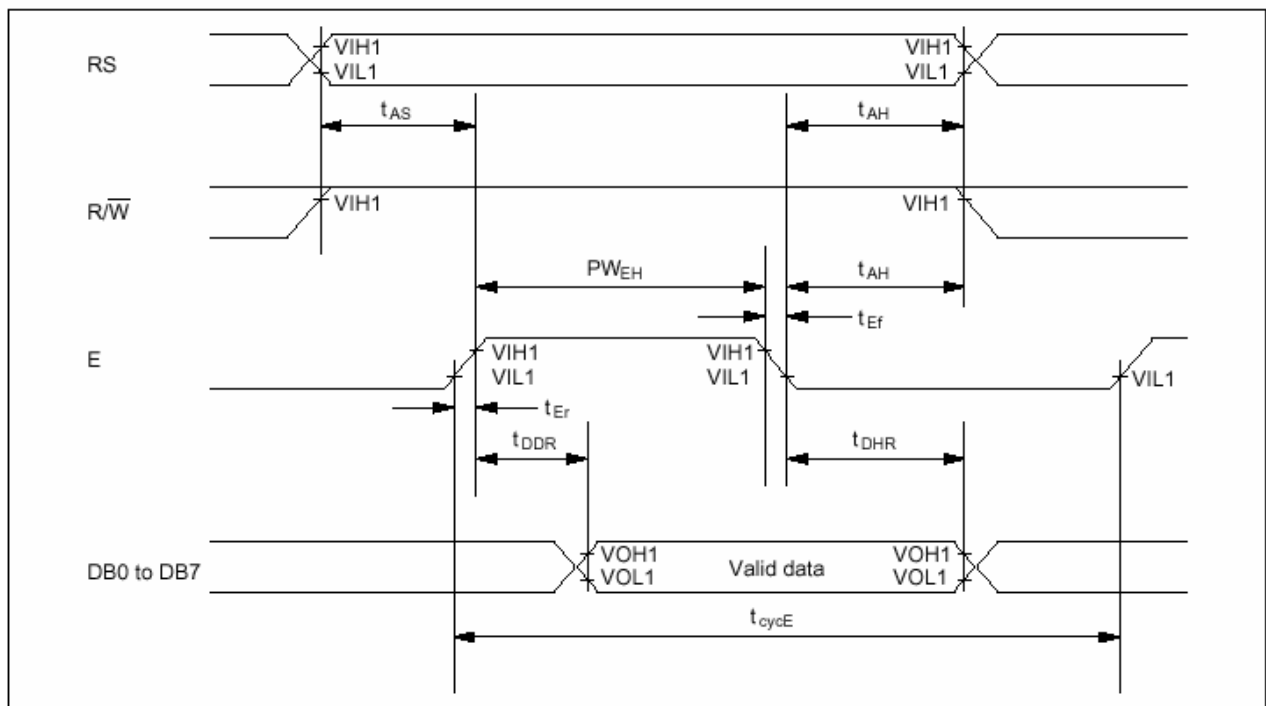 RS
VIH1
VIL1
VIH1
VIL1
tAS
tAH
R/W̅
VIH1
VIH1
PWEH
tAH
tEf
E
VIH1
VIL1
VIH1
VIL1
VIL1
tEr
tDDR
tDHR
DB0 to DB7
VOH1
VOL1
Valid data
VOH1
VOL1
tcycE